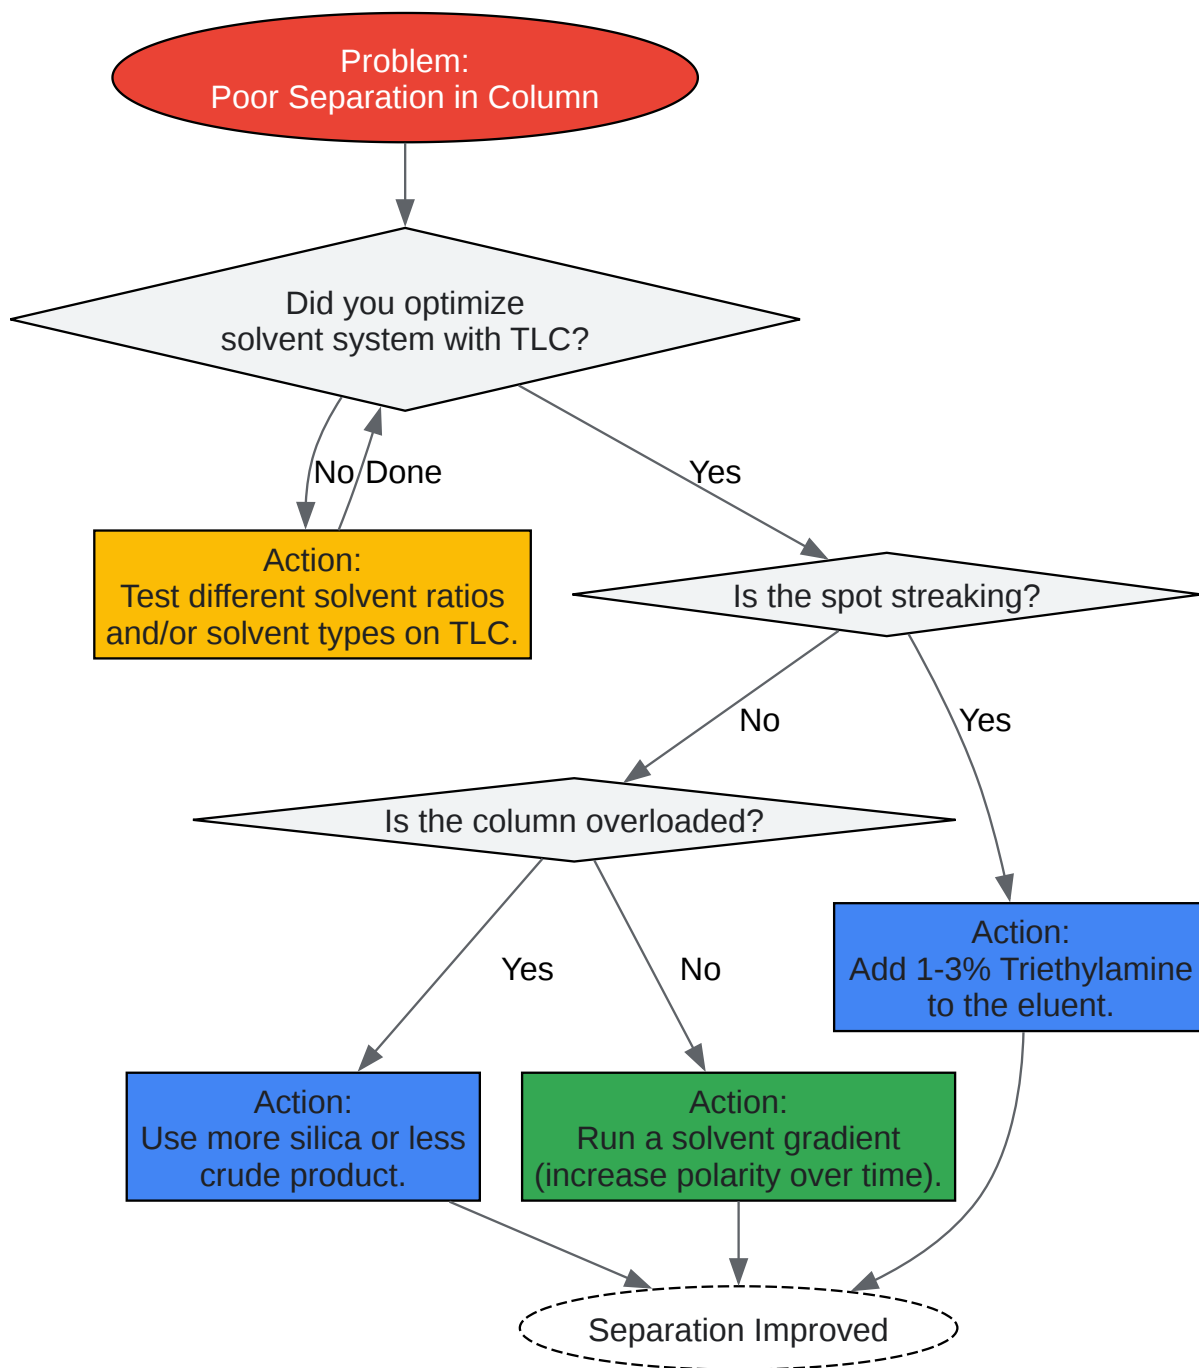 Problem:
Poor Separation in Column
Did you optimize
solvent system with TLC?
No
Done
Yes
Action:
Test different solvent ratios
and/or solvent types on TLC.
Is the spot streaking?
No
Yes
Is the column overloaded?
Yes
No
Action:
Add 1-3% Triethylamine
to the eluent.
Action:
Use more silica or less
crude product.
Action:
Run a solvent gradient
(increase polarity over time).
Separation Improved